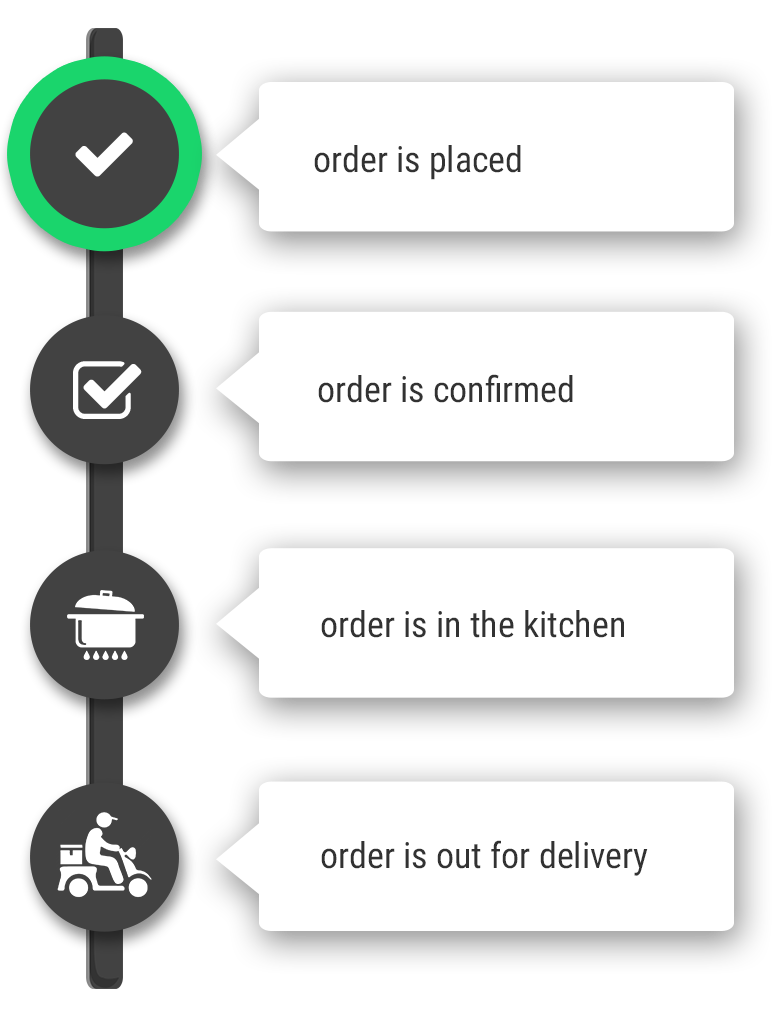 order is placed
order is confirmed
order is in the kitchen
order is out for delivery